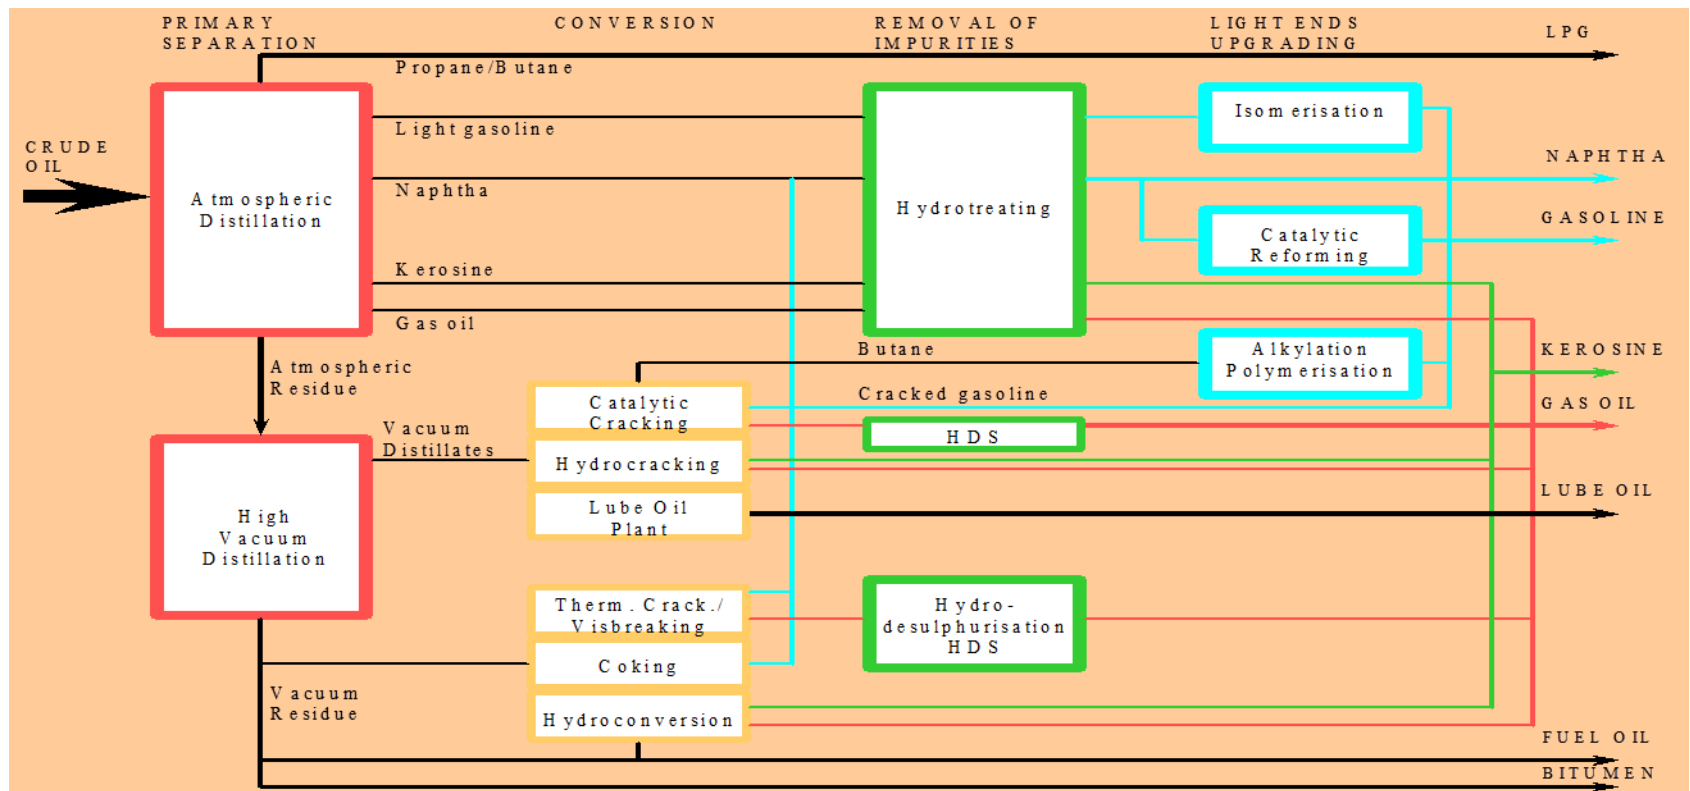 PRIMARY
SEPARATION
CONVERSION
REMOVAL OF
IMPURITIES
LIGHT ENDS
UPGRADING
LPG
Propane/Butane
Light gasoline
Isomerisation
CRUDE
OIL
NAPHTHA
Naphtha
Atmospheric
Distillation
Hydrotreating
GASOLINE
Catalytic
Reforming
Kerosine
Gas oil
Butane
Alkylation
Polymerisation
KEROSINE
Atmospheric
Residue
Cracked gasoline
GAS OIL
Catalytic
Cracking
Vacuum
Distillates
HDS
Hydrocracking
LUBE OIL
Lube Oil
Plant
High
Vacuum
Distillation
Therm. Crack./
Visbreaking
Hydro-
desulphurisation
HDS
Coking
Vacuum
Residue
Hydroconversion
FUEL OIL
BITUMEN